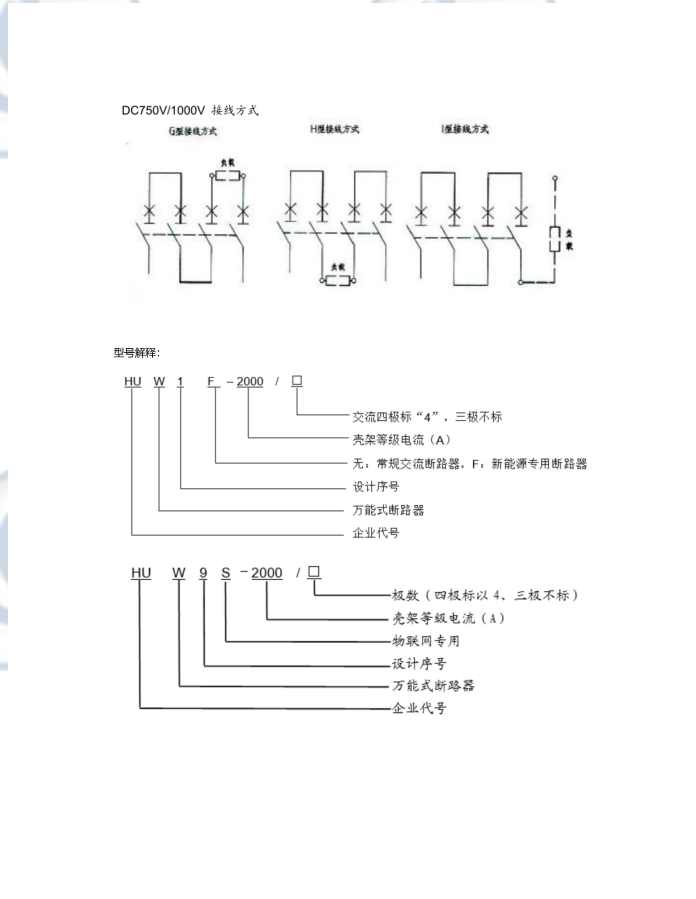 DC750V/1000V 接线方式
G型接线方式 H型接线方式 I型接线方式
负载
负载
负载
型号解释:
HU W 1 F - 2000 / □
交流四极标“4”，三极不标
壳架等级电流（A）
无：常规交流断路器，F：新能源专用断路器
设计序号
万能式断路器
企业代号
HU W 9 S - 2000 / □
极数（四极标以 4、三极不标）
壳架等级电流（A）
物联网专用
设计序号
万能式断路器
企业代号